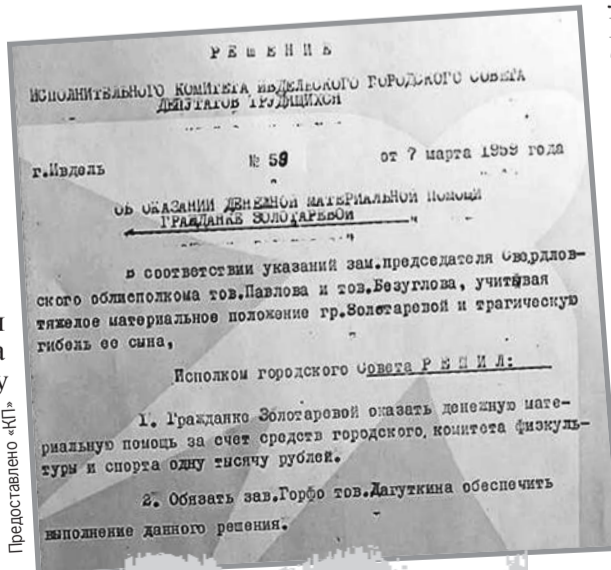 РЕШЕНИЕ
ИСПОЛНИТЕЛЬНОГО КОМИТЕТА ИВДЕЛЬСКОГО ГОРОДСКОГО СОВЕТА
ДЕПУТАТОВ ТРУДЯЩИХСЯ
г.Ивдель № 59 от 7 марта 1959 года
ОБ ОКАЗАНИИ ДЕНЕЖНОЙ МАТЕРИАЛЬНОЙ ПОМОЩИ
ГРАЖДАНКЕ ЗОЛОТАРЕВОЙ
В соответствии указаний зам.председателя Свердлов-
ского облисполкома тов.Павлова и тов.Безуглова, учитывая
тяжелое материальное положение гр.Золотаревой и трагическую
гибель ее сына,
Исполком городского Совета РЕШИЛ:
1. Гражданке Золотаревой оказать денежную мате-
риальную помощь за счет средств городского, комитета физкуль-
туры и спорта одну тысячу рублей.
2. Обязать зав.Горфо тов.Дагуткина обеспечить
выполнение данного решения.
Предоставлено «КП»